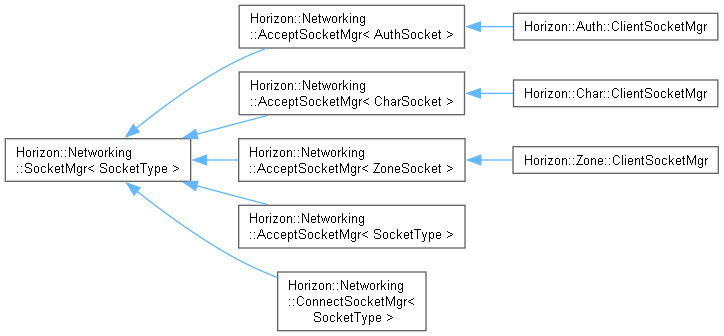 Horizon::Networking
::AcceptSocketMgr< AuthSocket >
Horizon::Auth::ClientSocketMgr
Horizon::Networking
::AcceptSocketMgr< CharSocket >
Horizon::Char::ClientSocketMgr
Horizon::Networking
::SocketMgr< SocketType >
Horizon::Networking
::AcceptSocketMgr< ZoneSocket >
Horizon::Zone::ClientSocketMgr
Horizon::Networking
::AcceptSocketMgr< SocketType >
Horizon::Networking
::ConnectSocketMgr<
SocketType >